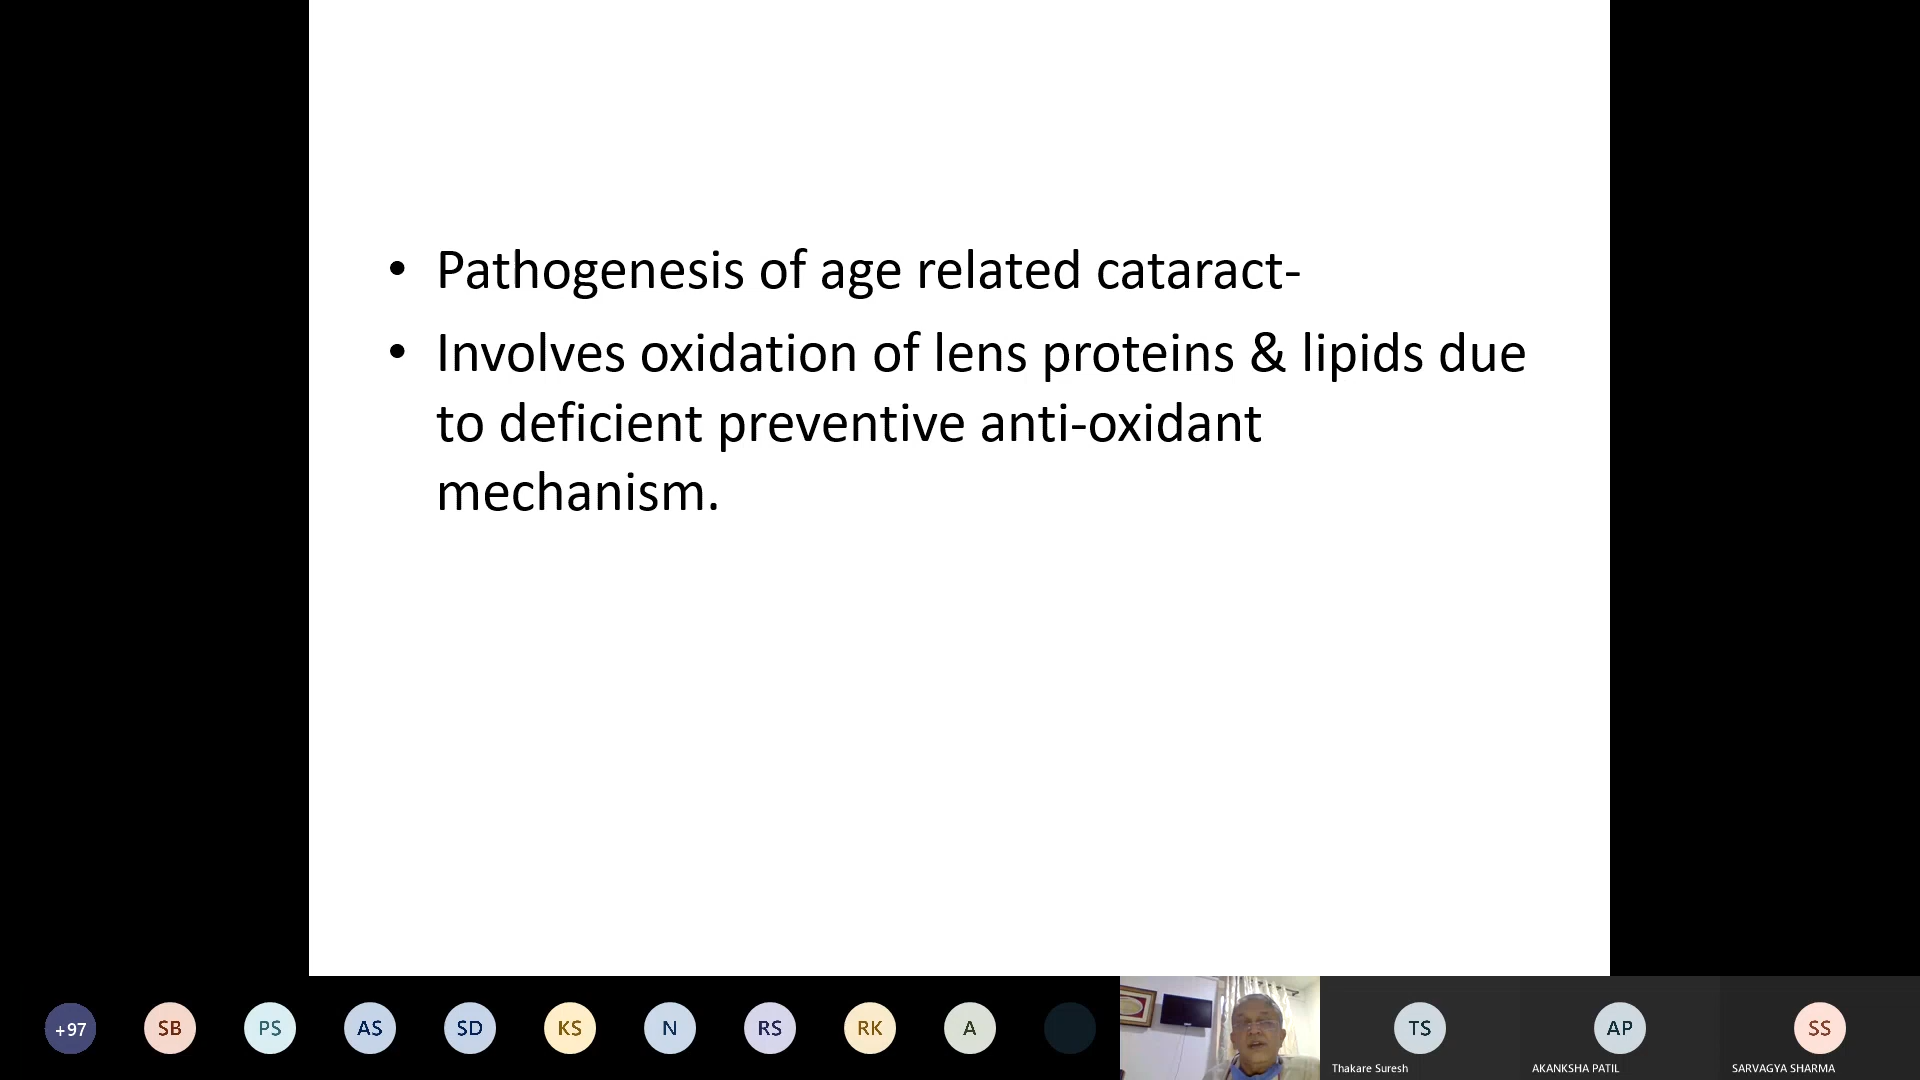 • Pathogenesis of age related cataract-
• Involves oxidation of lens proteins & lipids due
to deficient preventive anti-oxidant
mechanism.
+97
SB
PS
AS
SD
KS
N
RS
RK
A
TS
AP
SS
Thakare Suresh
AKANKSHA PATIL
SARVAGYA SHARMA